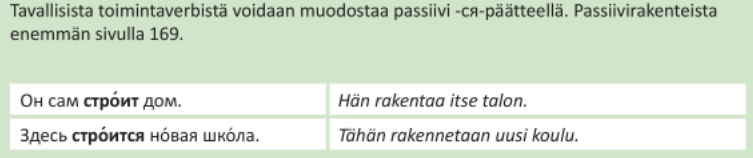 Tavallisista toimintaverbistä voidaan muodostaa passiivi -ся-päätteellä. Passiivirakenteista
enemmän sivulla 169.
Он сам стро́ит дом. Hän rakentaa itse talon.
Здесь стро́ится но́вая шко́ла. Tähän rakennetaan uusi koulu.